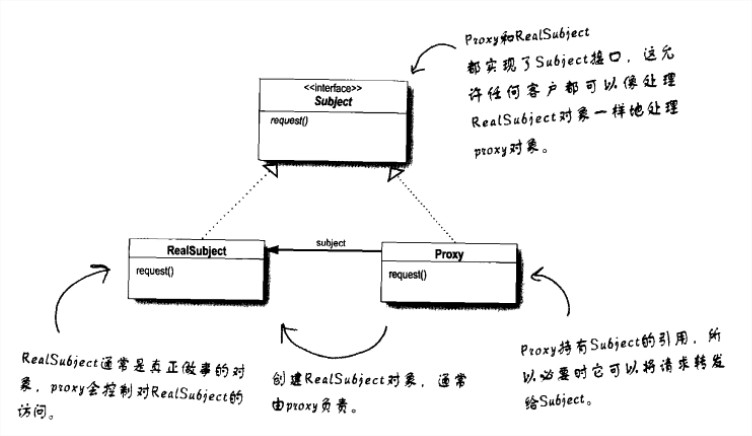 Proxy和RealSubject
都实现了Subject接口，这允
许任何客户都可以像处理
RealSubject对象一样地处理
proxy对象。
<<interface>>
Subject
request()
RealSubject
request()
subject
Proxy
request()
RealSubject通常是真正做事的对
象，proxy会控制对RealSubject的
访问。
创建RealSubject对象，通常
由proxy负责。
Proxy持有Subject的引用，所
以必要时它可以将请求转发
给Subject。